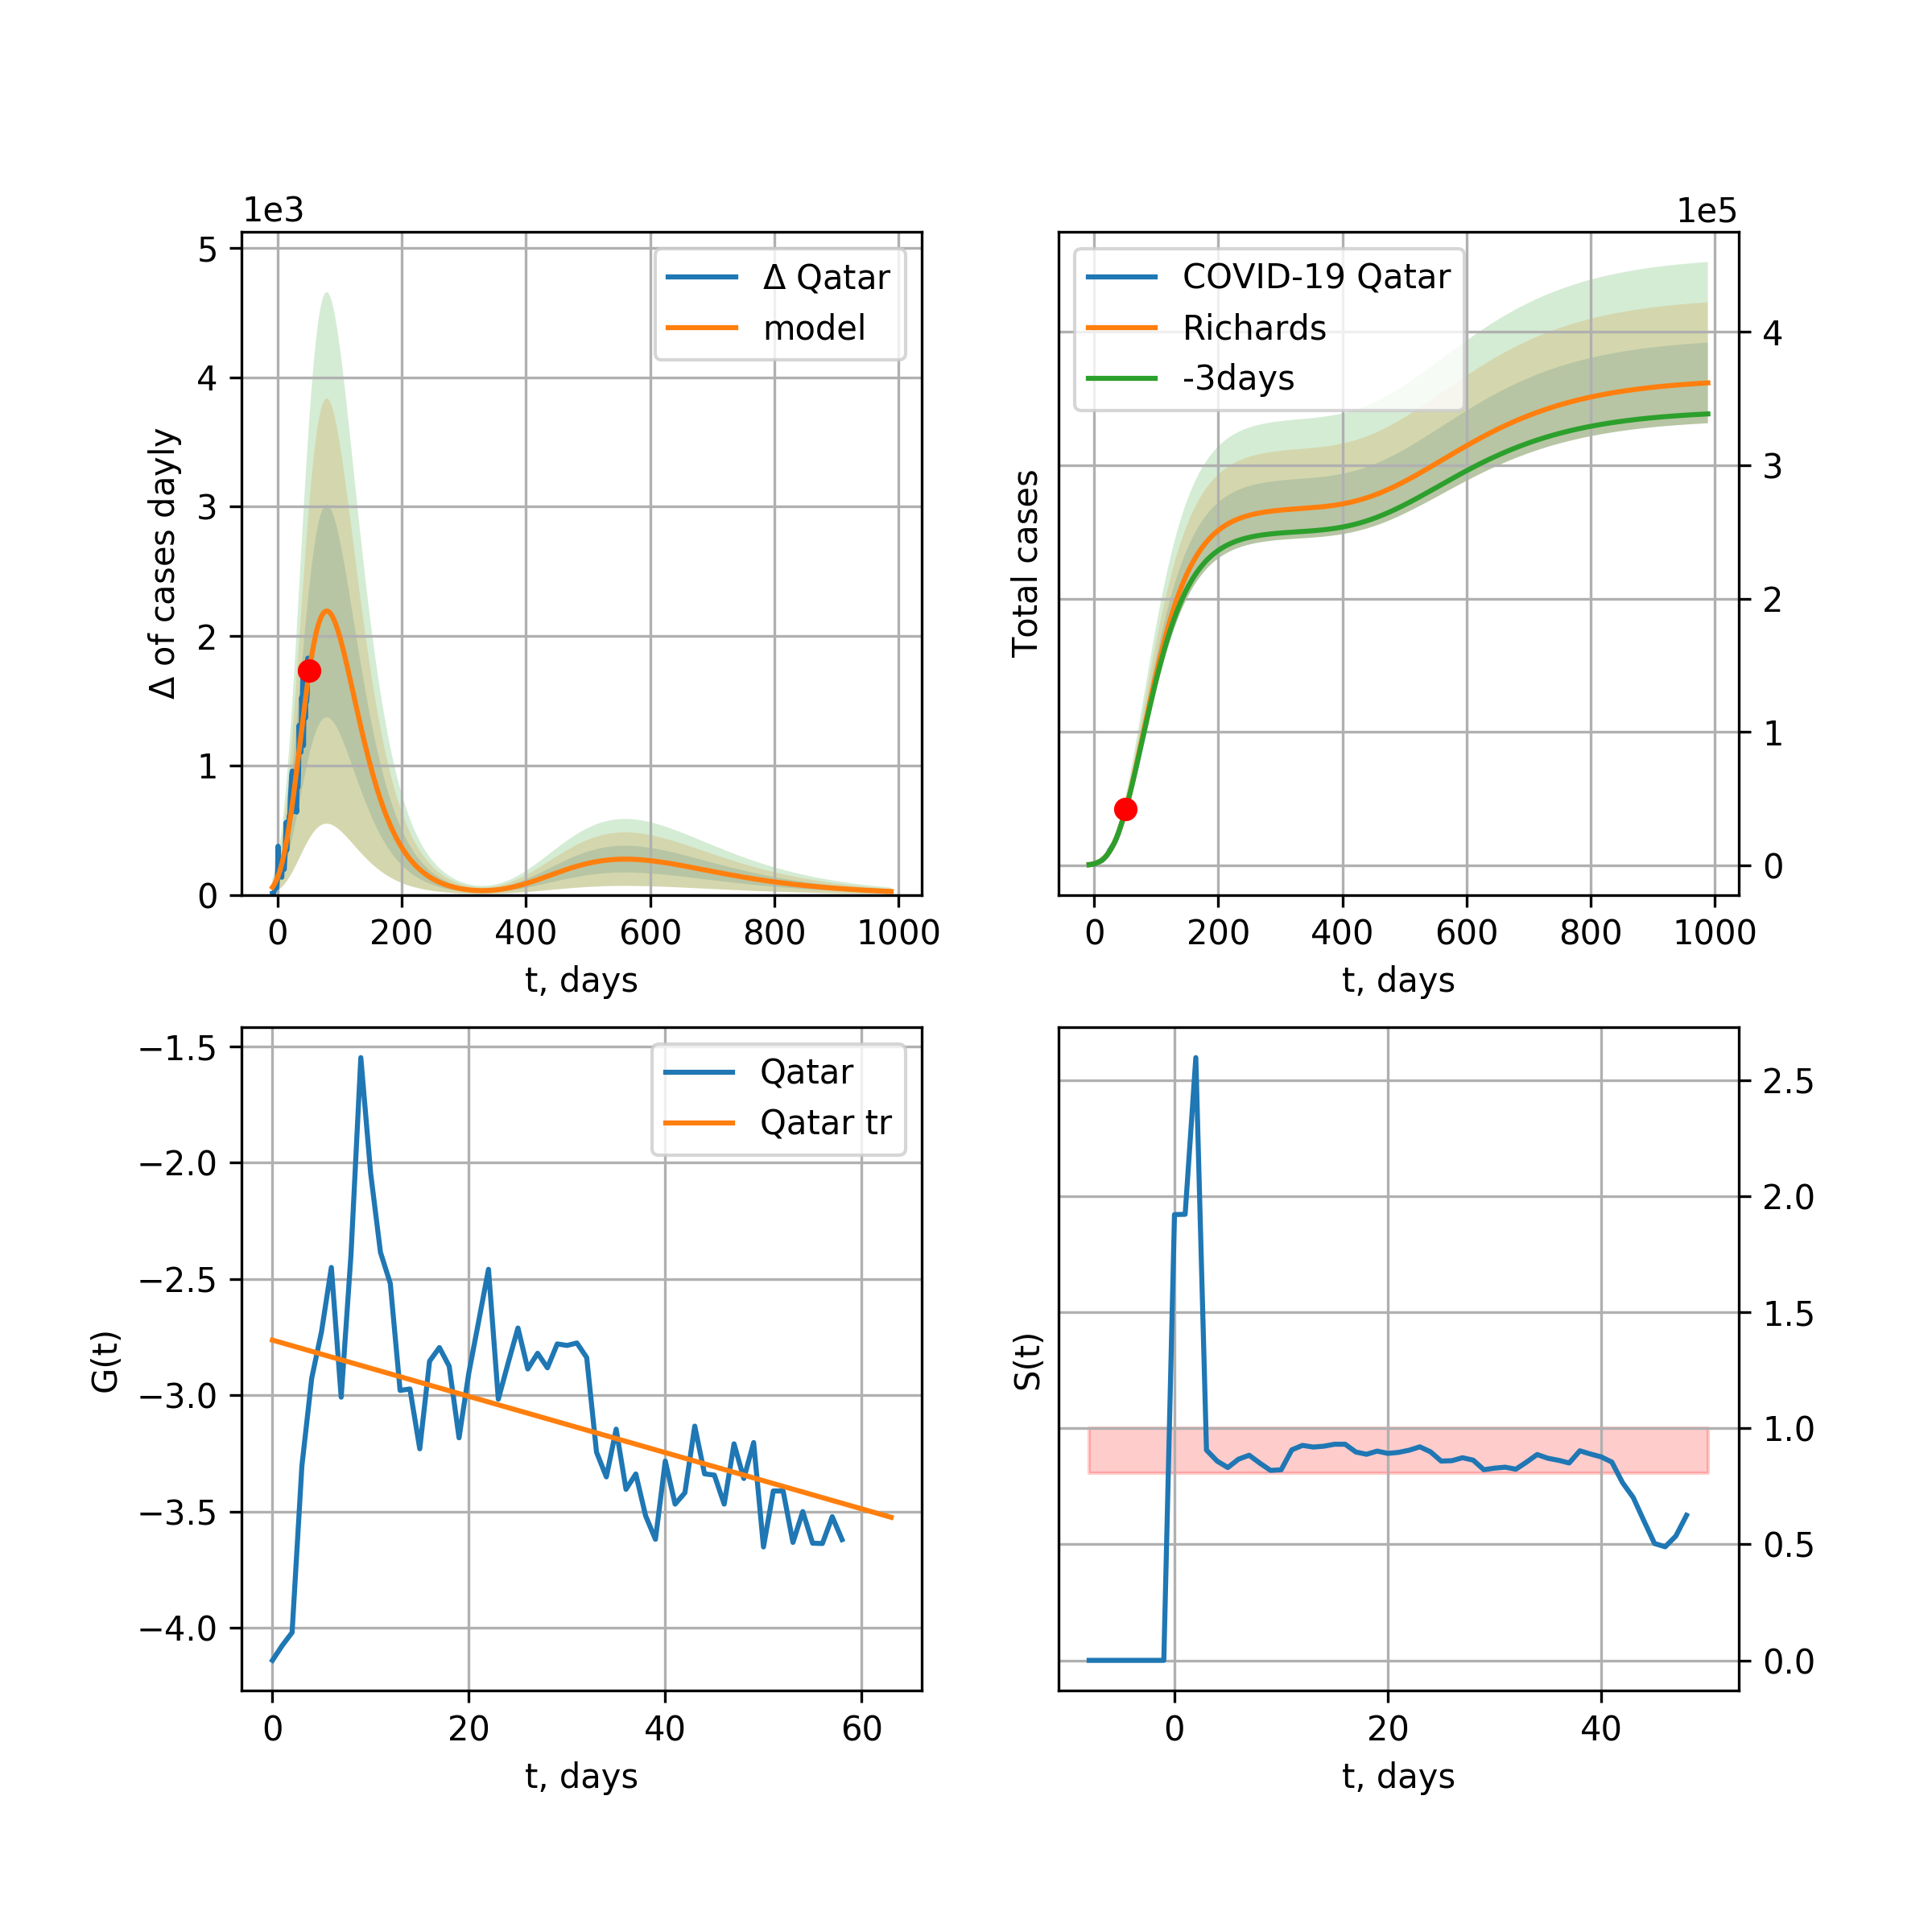 1e3
5
4
3
2
1
0
Δ of cases dayly
Δ Qatar
model
0 200 400 600 800 1000
t, days
1e5
4
3
2
1
0
Total cases
COVID-19 Qatar
Richards
-3days
0 200 400 600 800 1000
t, days
−1.5
−2.0
−2.5
−3.0
−3.5
−4.0
G(t)
Qatar
Qatar tr
0 20 40 60
t, days
2.5
2.0
1.5
1.0
0.5
0.0
S(t)
0 20 40
t, days